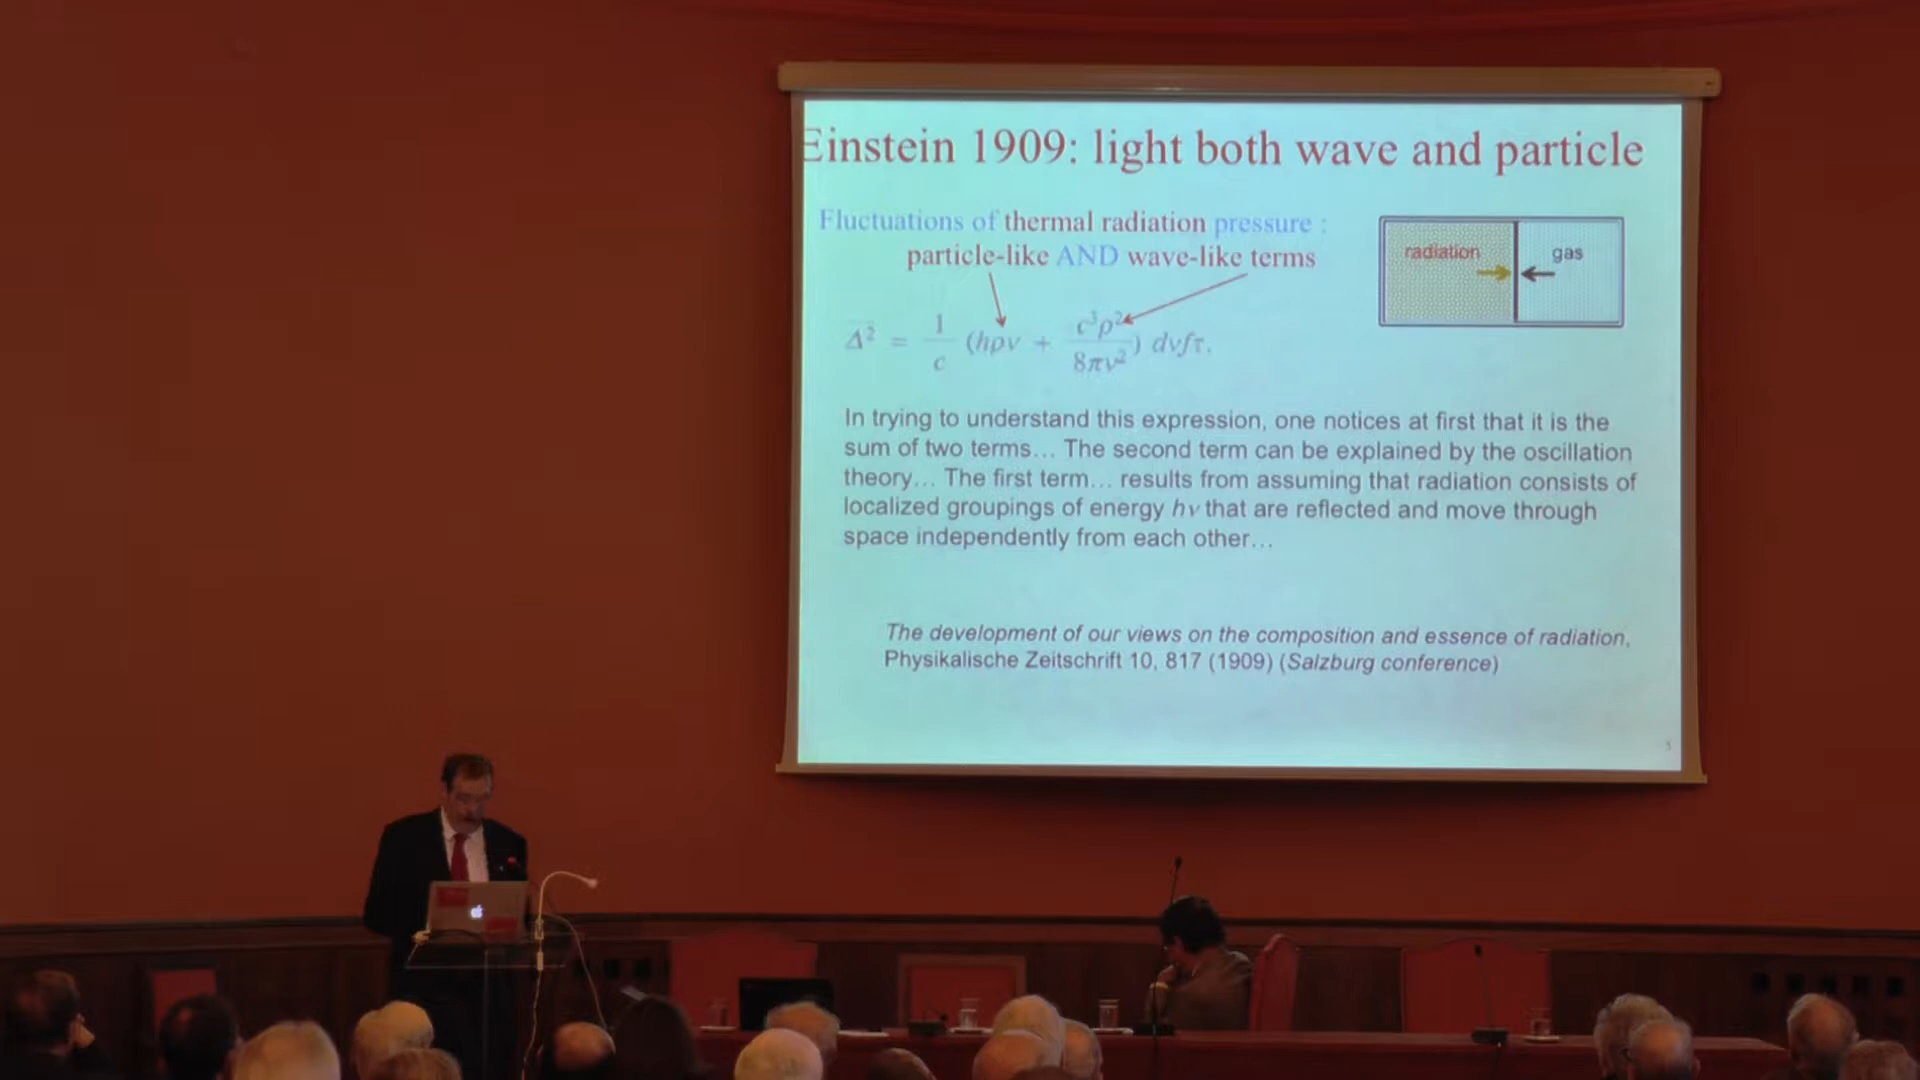 Einstein 1909: light both wave and particle
Fluctuations of thermal radiation pressure :
particle-like AND wave-like terms
radiation
gas
Δ² = 1/c (hρν + c³ρ²/8πν²) dνfτ.
In trying to understand this expression, one notices at first that it is the
sum of two terms… The second term can be explained by the oscillation
theory… The first term… results from assuming that radiation consists of
localized groupings of energy hν that are reflected and move through
space independently from each other…
The development of our views on the composition and essence of radiation,
Physikalische Zeitschrift 10, 817 (1909) (Salzburg conference)
5